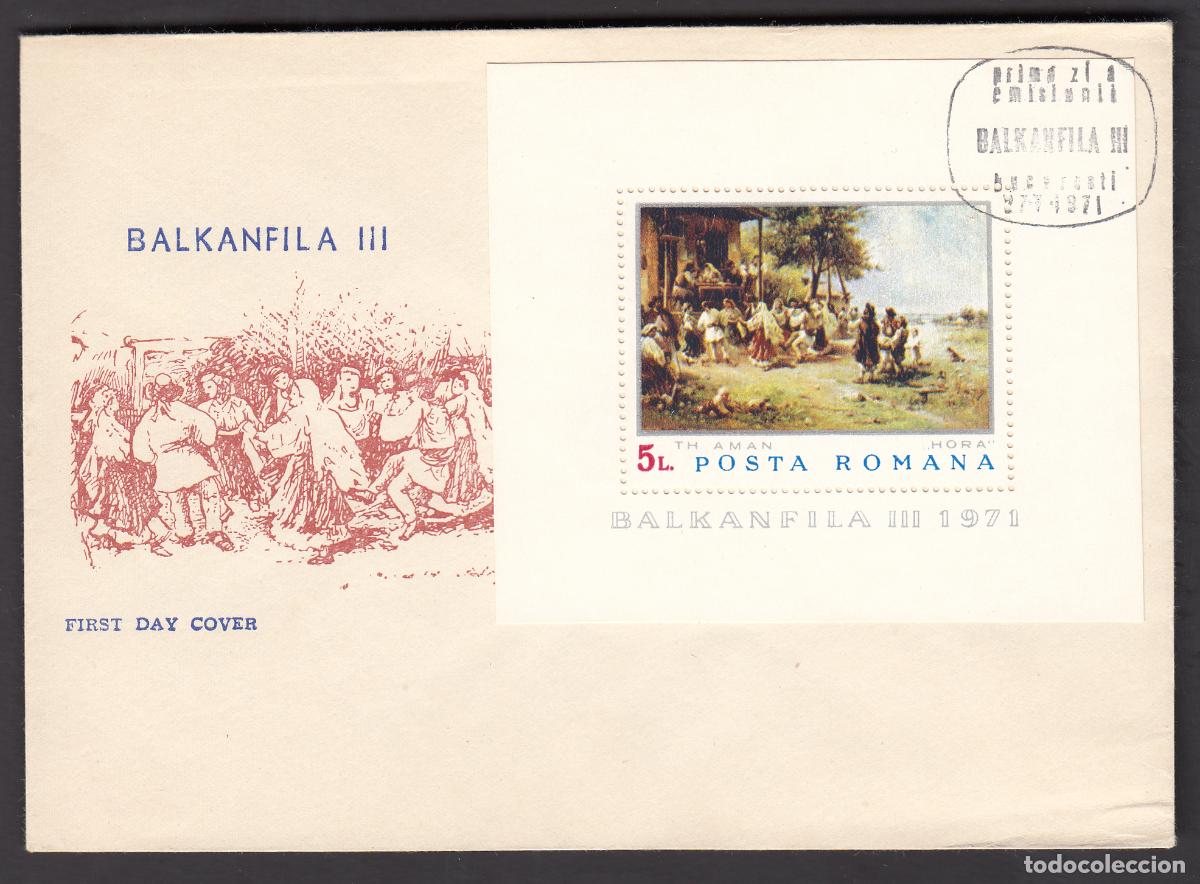 prima zi a
emisiunii
BALKANFILA III
bucuresti
27-7-1971
BALKANFILA III
TH AMAN „HORA"
5L. POSTA ROMANA
BALKANFILA III 1971
FIRST DAY COVER
todocoleccion